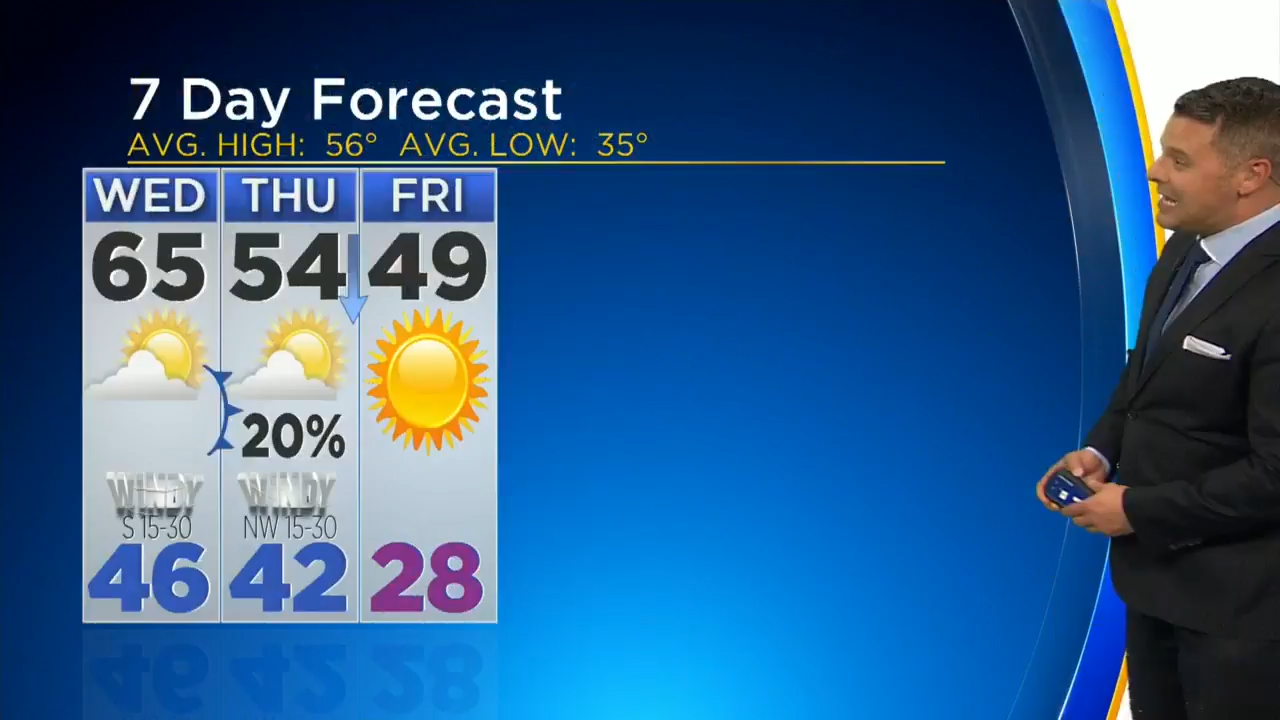 7 Day Forecast
AVG. HIGH: 56° AVG. LOW: 35°
WED THU FRI
65 54 49
20%
WINDY WINDY
S 15-30 NW 15-30
46 42 28